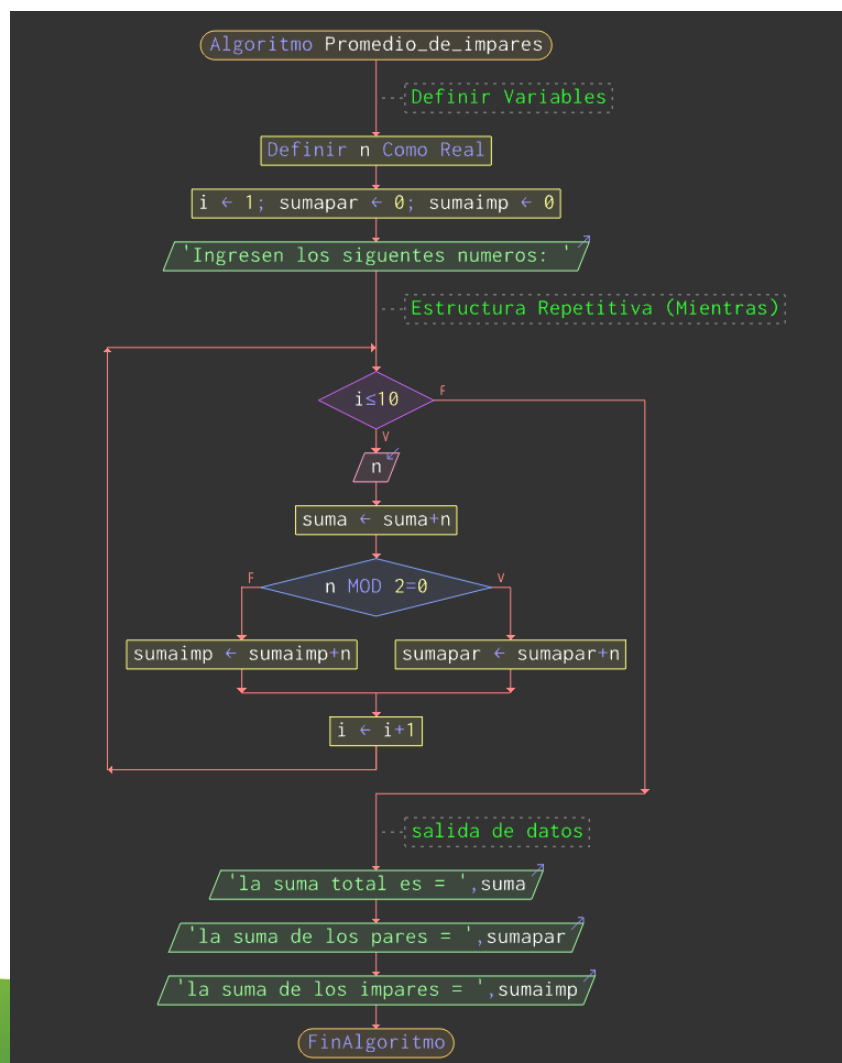 Algoritmo Promedio_de_impares
Definir Variables
Definir n Como Real
i ← 1; sumapar ← 0; sumaimp ← 0
'Ingresen los siguentes numeros: '
Estructura Repetitiva (Mientras)
i≤10
F
V
n
suma ← suma+n
n MOD 2=0
F
V
sumaimp ← sumaimp+n
sumapar ← sumapar+n
i ← i+1
salida de datos
'la suma total es = ',suma
'la suma de los pares = ',sumapar
'la suma de los impares = ',sumaimp
FinAlgoritmo